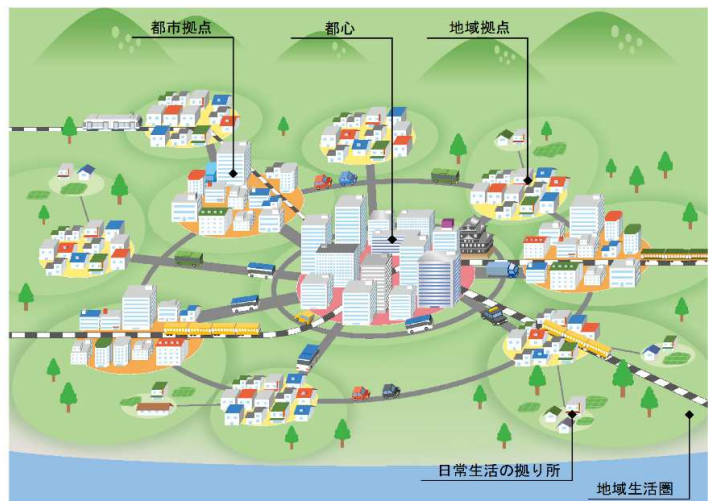 都市拠点
都心
地域拠点
日常生活の拠り所
地域生活圏